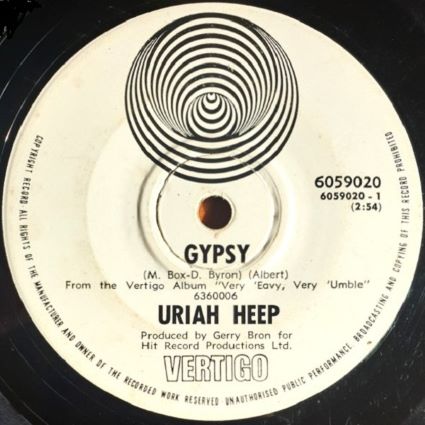 6059020
6059020 - 1
(2:54)
GYPSY
(M. Box-D. Byron) (Albert)
From the Vertigo Album "Very 'Eavy, Very 'Umble"
6360006
URIAH HEEP
Produced by Gerry Bron for
Hit Record Productions Ltd.
VERTIGO
COPYRIGHT RECORD ALL RIGHTS OF THE MANUFACTURER AND OWNER OF THE RECORDED WORK RESERVED UNAUTHORISED PUBLIC PERFORMANCE, BROADCASTING AND COPYING OF THIS RECORD PROHIBITED